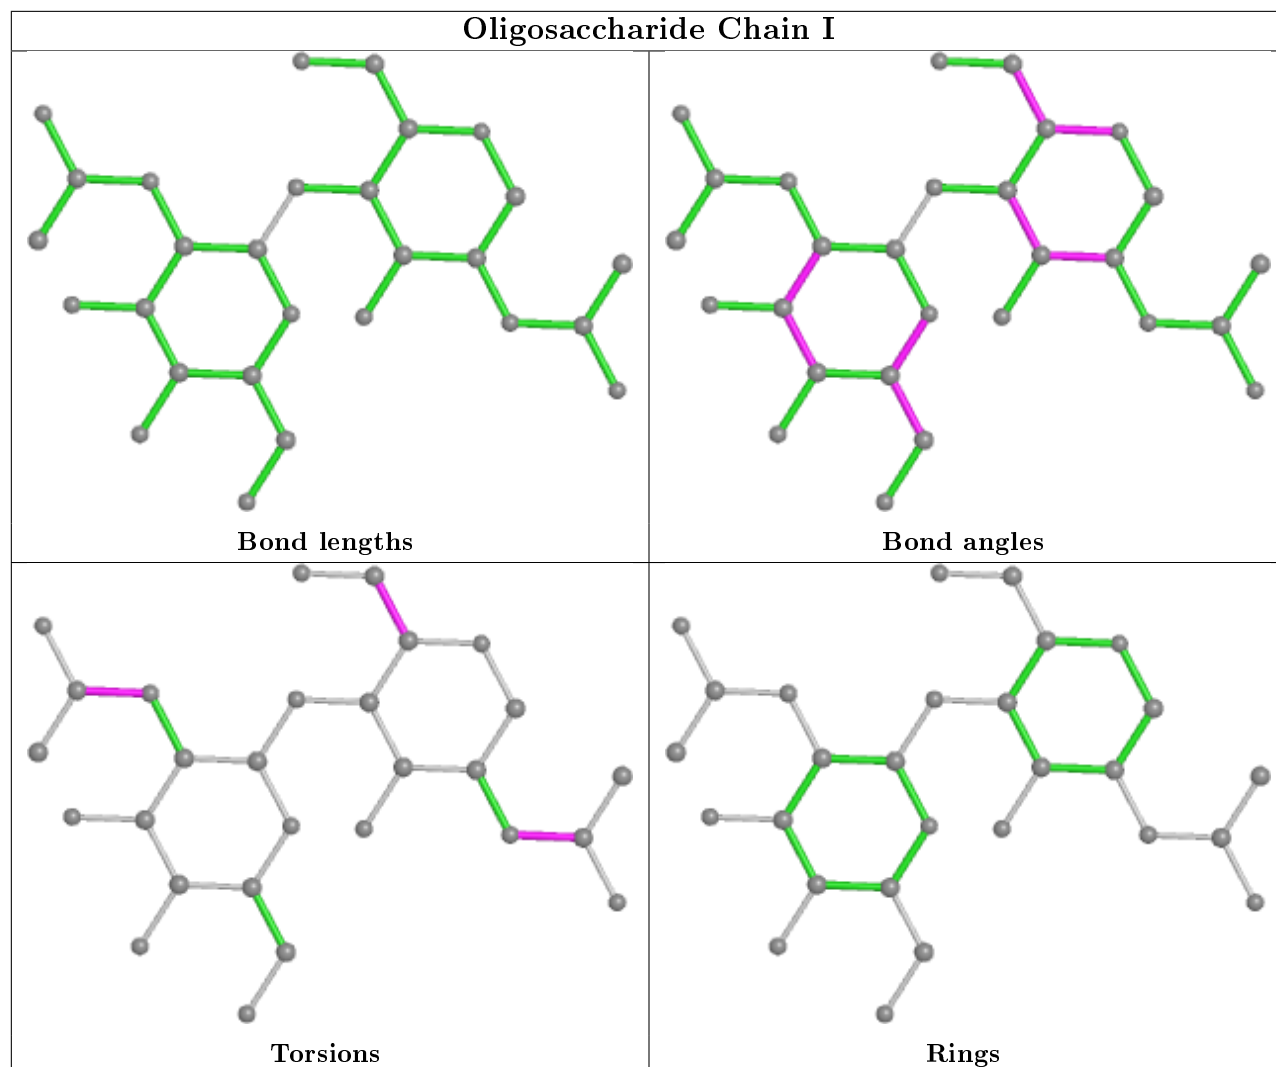 Oligosaccharide Chain I
Bond lengths
Bond angles
Torsions
Rings